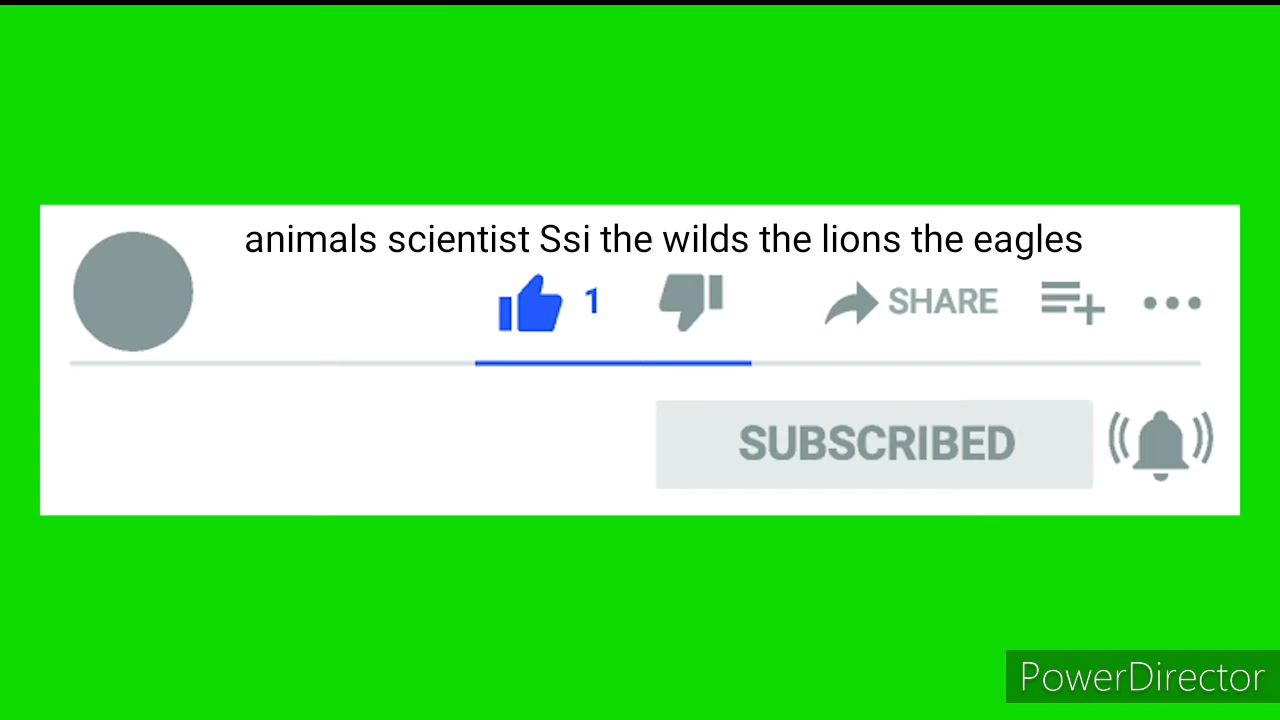 animals scientist Ssi the wilds the lions the eagles
1 SHARE
SUBSCRIBED
PowerDirector